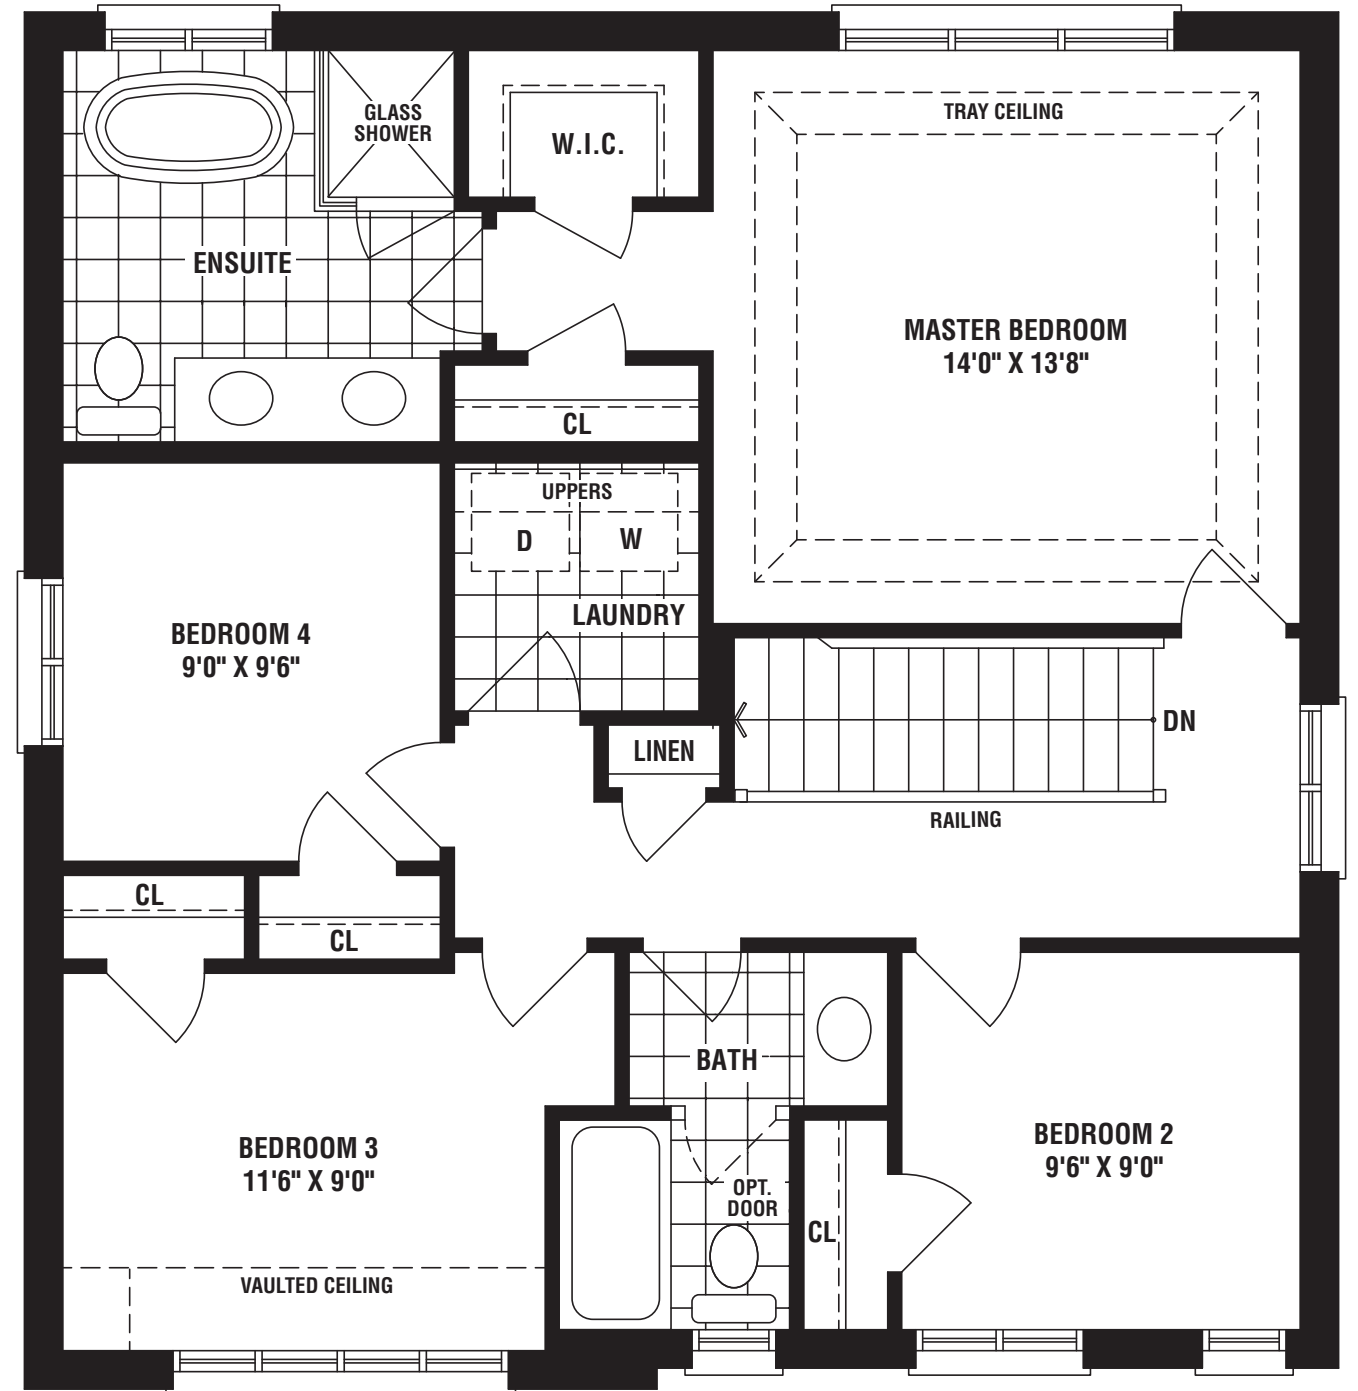 GLASS
SHOWER
W.I.C.
TRAY CEILING
ENSUITE
MASTER BEDROOM
14'0" X 13'8"
CL
UPPERS
D
W
LAUNDRY
BEDROOM 4
9'0" X 9'6"
LINEN
DN
RAILING
CL
CL
BATH
BEDROOM 3
11'6" X 9'0"
BEDROOM 2
9'6" X 9'0"
OPT.
DOOR
CL
VAULTED CEILING